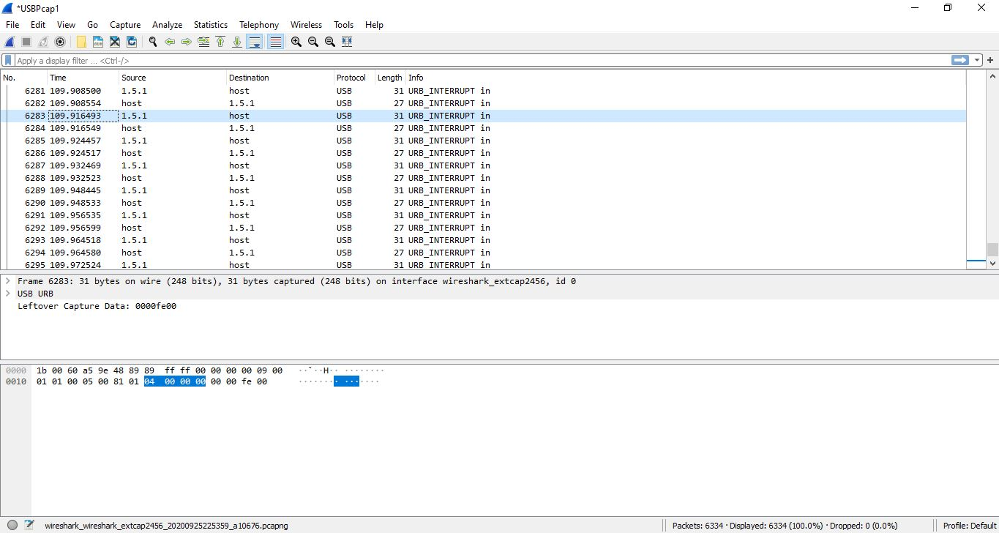 *USBPcap1
File Edit View Go Capture Analyze Statistics Telephony Wireless Tools Help
Apply a display filter ... <Ctrl-/>
No. Time Source Destination Protocol Length Info
6281 109.908500 1.5.1 host USB 31 URB_INTERRUPT in
6282 109.908554 host 1.5.1 USB 27 URB_INTERRUPT in
6283 109.916493 1.5.1 host USB 31 URB_INTERRUPT in
6284 109.916549 host 1.5.1 USB 27 URB_INTERRUPT in
6285 109.924457 1.5.1 host USB 31 URB_INTERRUPT in
6286 109.924517 host 1.5.1 USB 27 URB_INTERRUPT in
6287 109.932469 1.5.1 host USB 31 URB_INTERRUPT in
6288 109.932523 host 1.5.1 USB 27 URB_INTERRUPT in
6289 109.948445 1.5.1 host USB 31 URB_INTERRUPT in
6290 109.948533 host 1.5.1 USB 27 URB_INTERRUPT in
6291 109.956535 1.5.1 host USB 31 URB_INTERRUPT in
6292 109.956599 host 1.5.1 USB 27 URB_INTERRUPT in
6293 109.964518 1.5.1 host USB 31 URB_INTERRUPT in
6294 109.964580 host 1.5.1 USB 27 URB_INTERRUPT in
6295 109.972524 1.5.1 host USB 31 URB_INTERRUPT in
Frame 6283: 31 bytes on wire (248 bits), 31 bytes captured (248 bits) on interface wireshark_extcap2456, id 0
USB URB
Leftover Capture Data: 0000fe00
0000 1b 00 60 a5 9e 48 89 89 ff ff 00 00 00 00 09 00 ··`··H·· ········
0010 01 01 00 05 00 81 01 04 00 00 00 00 00 fe 00 ········ ·······
wireshark_wireshark_extcap2456_20200925225359_a10676.pcapng Packets: 6334 · Displayed: 6334 (100.0%) · Dropped: 0 (0.0%) Profile: Default